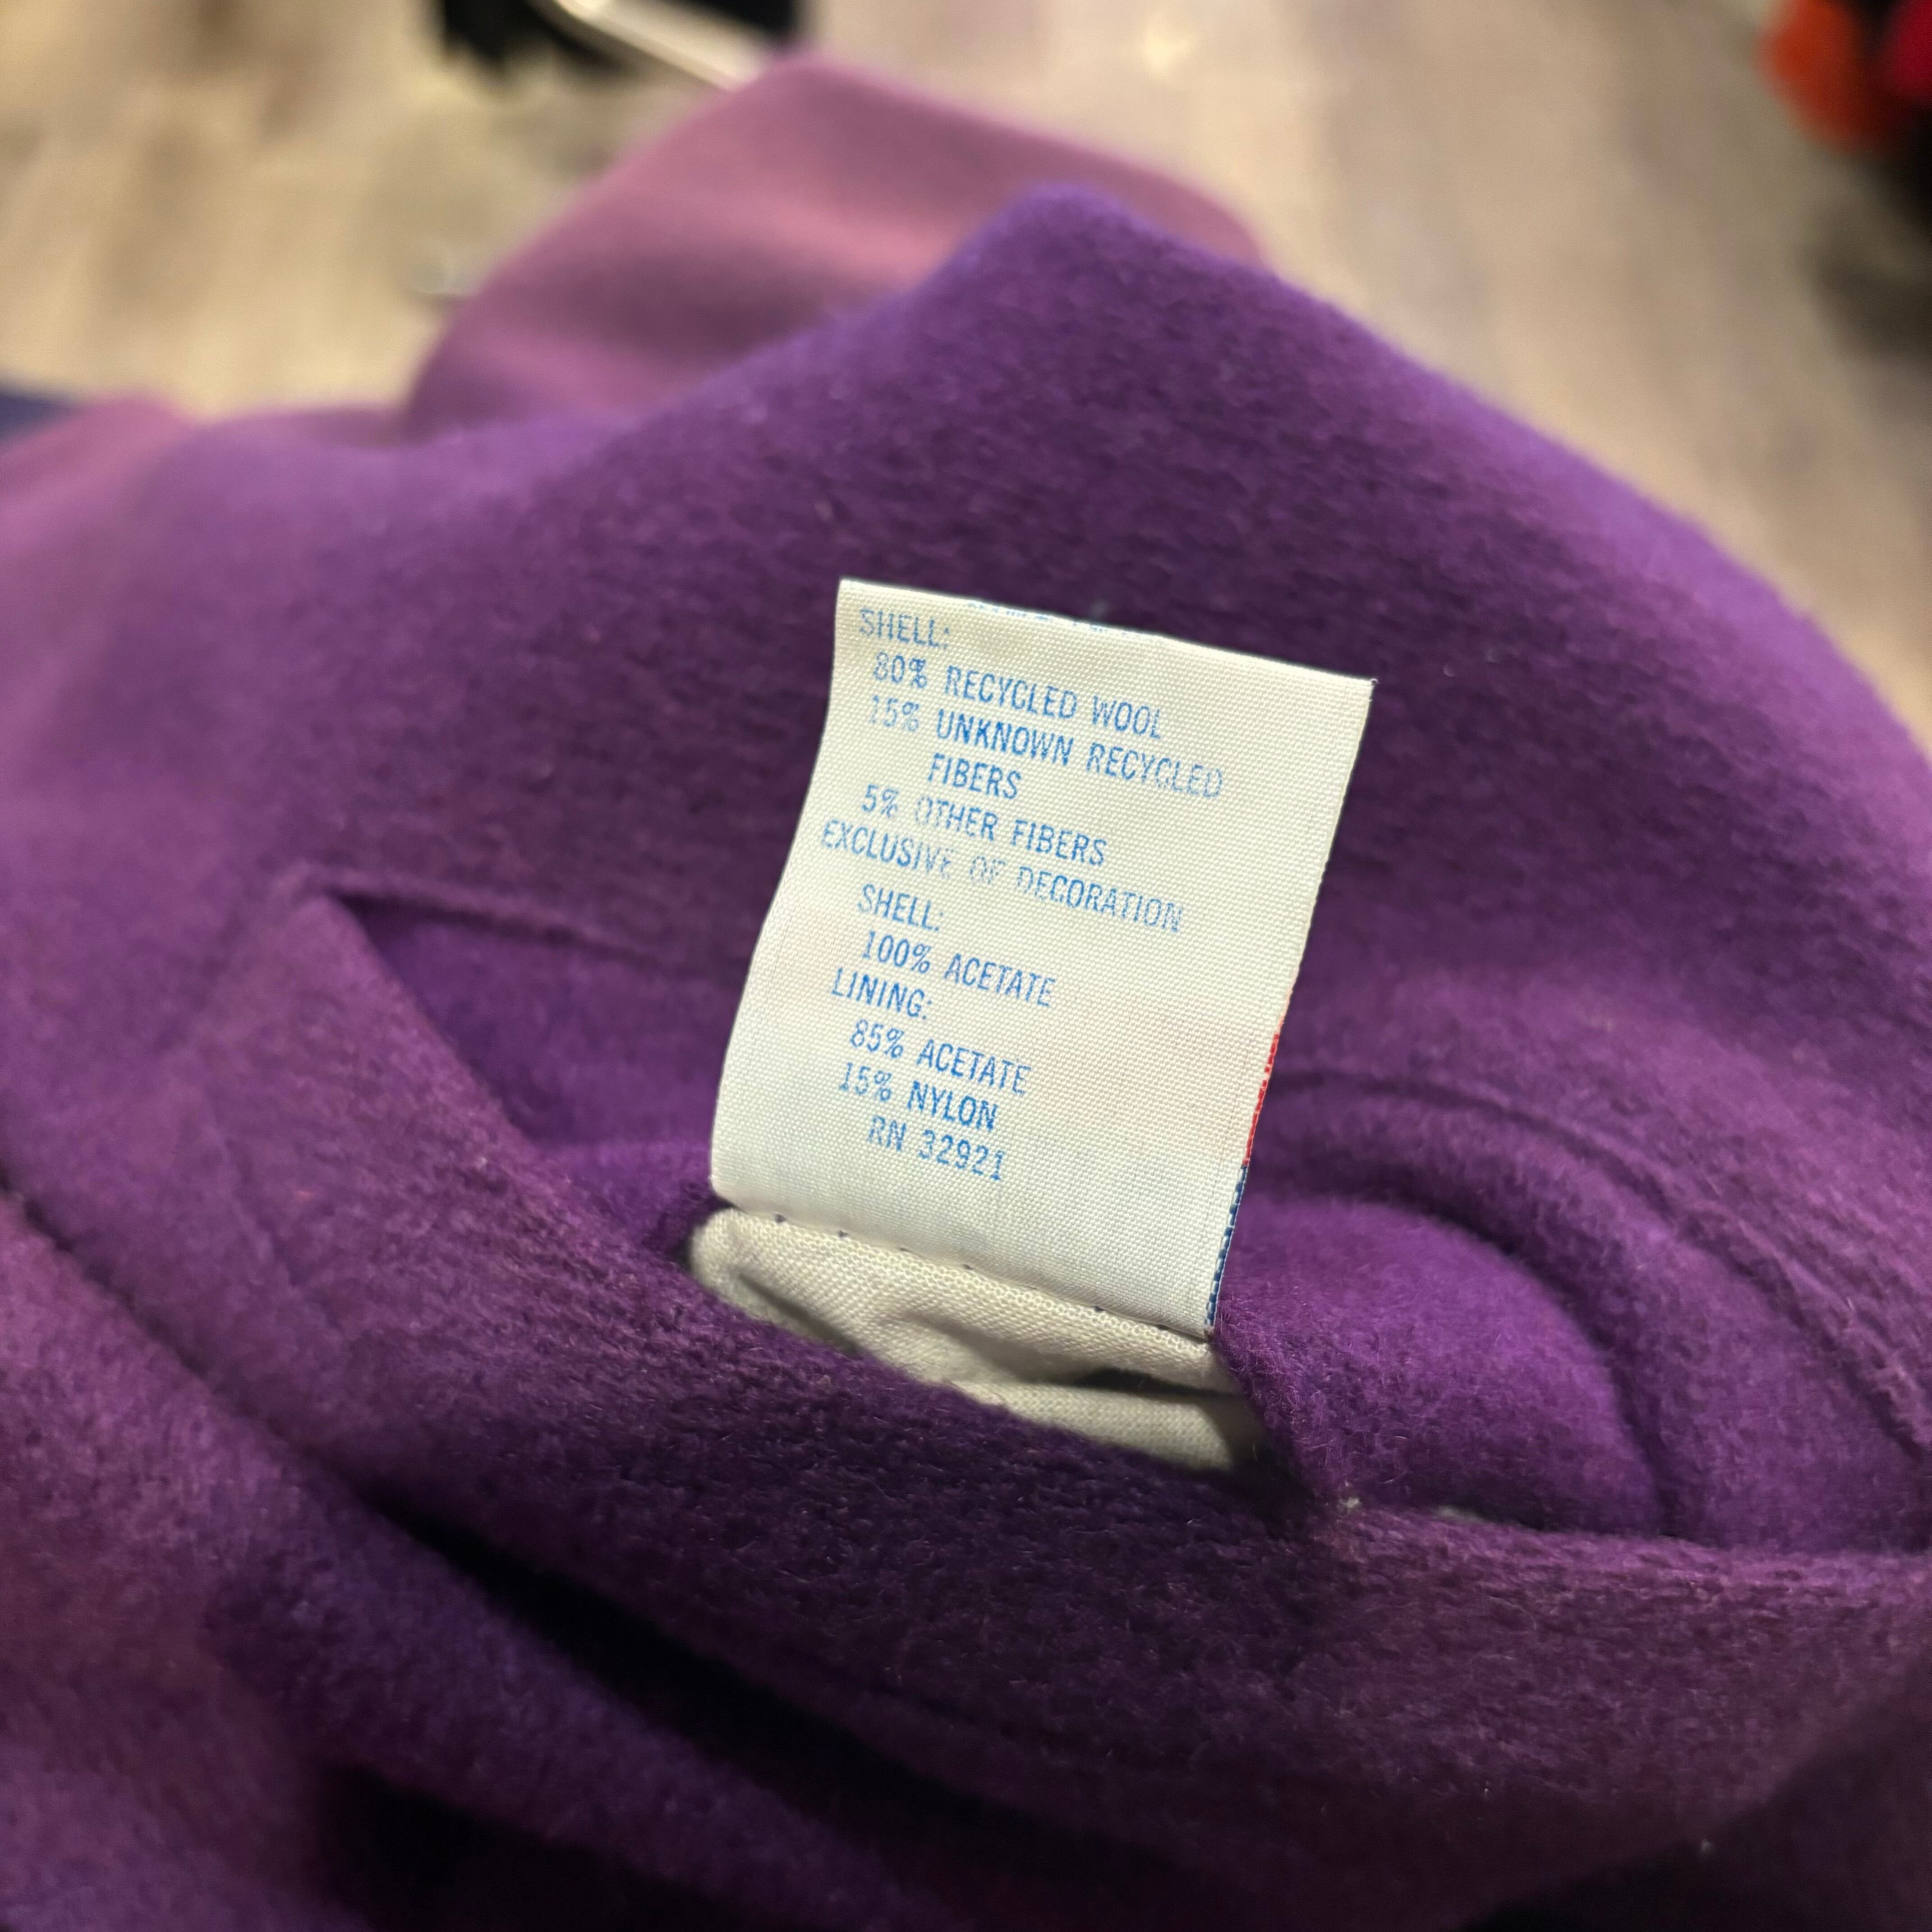 SHELL:
80% RECYCLED WOOL
15% UNKNOWN RECYCLED
FIBERS
5% OTHER FIBERS
EXCLUSIVE OF DECORATION
SHELL:
100% ACETATE
LINING:
85% ACETATE
15% NYLON
RN 32921